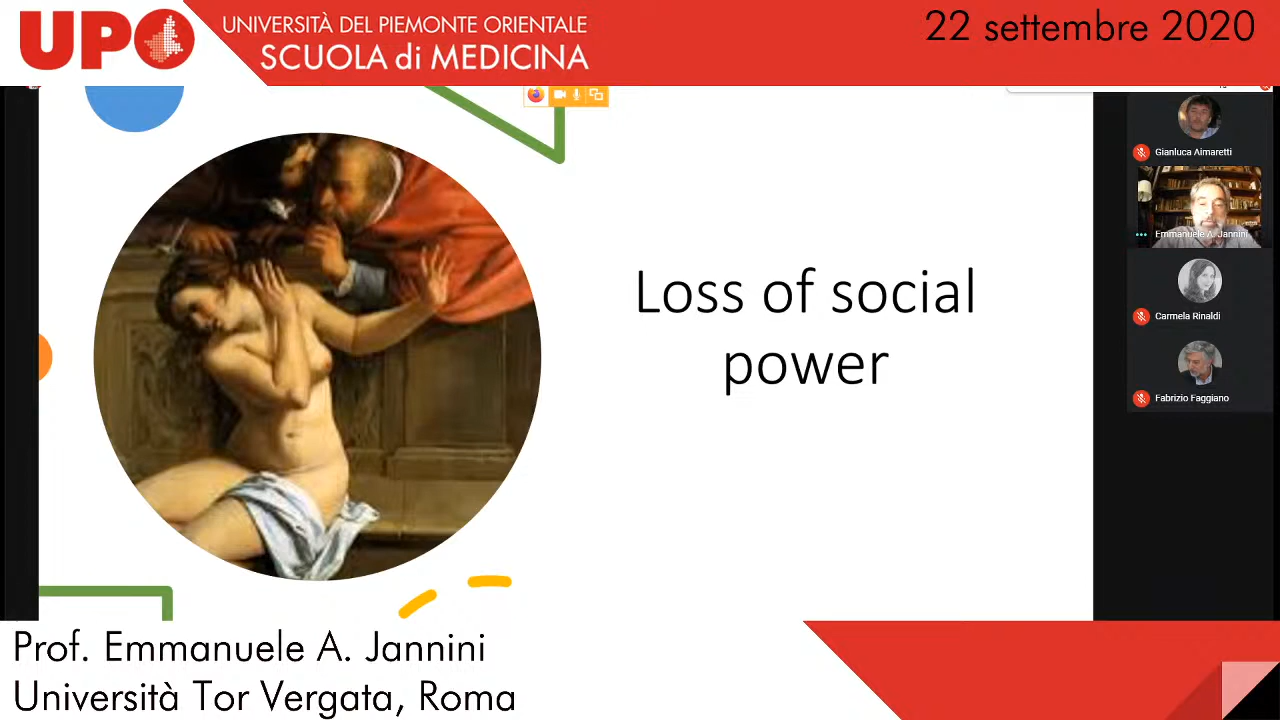 UPO
UNIVERSITÀ DEL PIEMONTE ORIENTALE
SCUOLA di MEDICINA
22 settembre 2020
Loss of social
power
Gianluca Aimaretti
Emmanuele A. Jannini
Carmela Rinaldi
Fabrizio Faggiano
Prof. Emmanuele A. Jannini
Università Tor Vergata, Roma